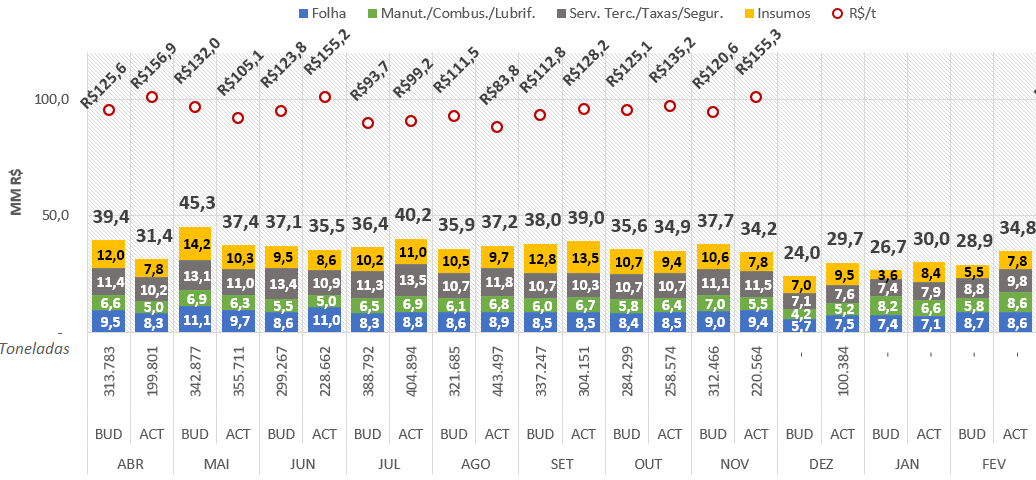 Folha Manut./Combus./Lubrif. Serv. Terc./Taxas/Segur. Insumos R$/t
R$125,6 R$156,9 R$132,0 R$105,1 R$123,8 R$155,2 R$93,7 R$99,2 R$111,5 R$83,8 R$112,8 R$128,2 R$125,1 R$135,2 R$120,6 R$155,3
MM R$
100,0
50,0
-
39,4 31,4 45,3 37,4 37,1 35,5 36,4 40,2 35,9 37,2 38,0 39,0 35,6 34,9 37,7 34,2 24,0 29,7 26,7 30,0 28,9 34,8
12,0 7,8 14,2 10,3 9,5 8,6 10,2 11,0 10,5 9,7 12,8 13,5 10,7 9,4 10,6 7,8 7,0 9,5 3,6 8,4 5,5 7,8
11,4 10,2 13,1 11,0 13,4 10,9 11,3 13,5 10,7 11,8 10,7 10,3 10,7 10,7 11,1 11,5 7,1 7,6 7,4 7,9 8,8 9,8
6,6 5,0 6,9 6,3 5,5 5,0 6,5 6,9 6,1 6,8 6,0 6,7 5,8 6,4 7,0 5,5 4,2 5,2 8,2 6,6 5,8 8,6
9,5 8,3 11,1 9,7 8,6 11,0 8,3 8,8 8,6 8,9 8,5 8,5 8,4 8,5 9,0 9,4 5,7 7,5 7,4 7,1 8,7 8,6
Toneladas
313.783 199.801 342.877 355.711 299.267 228.662 388.792 404.894 321.685 443.497 337.247 304.151 284.299 258.574 312.466 220.564 - 100.384 - - - -
BUD ACT BUD ACT BUD ACT BUD ACT BUD ACT BUD ACT BUD ACT BUD ACT BUD ACT BUD ACT BUD ACT
ABR MAI JUN JUL AGO SET OUT NOV DEZ JAN FEV